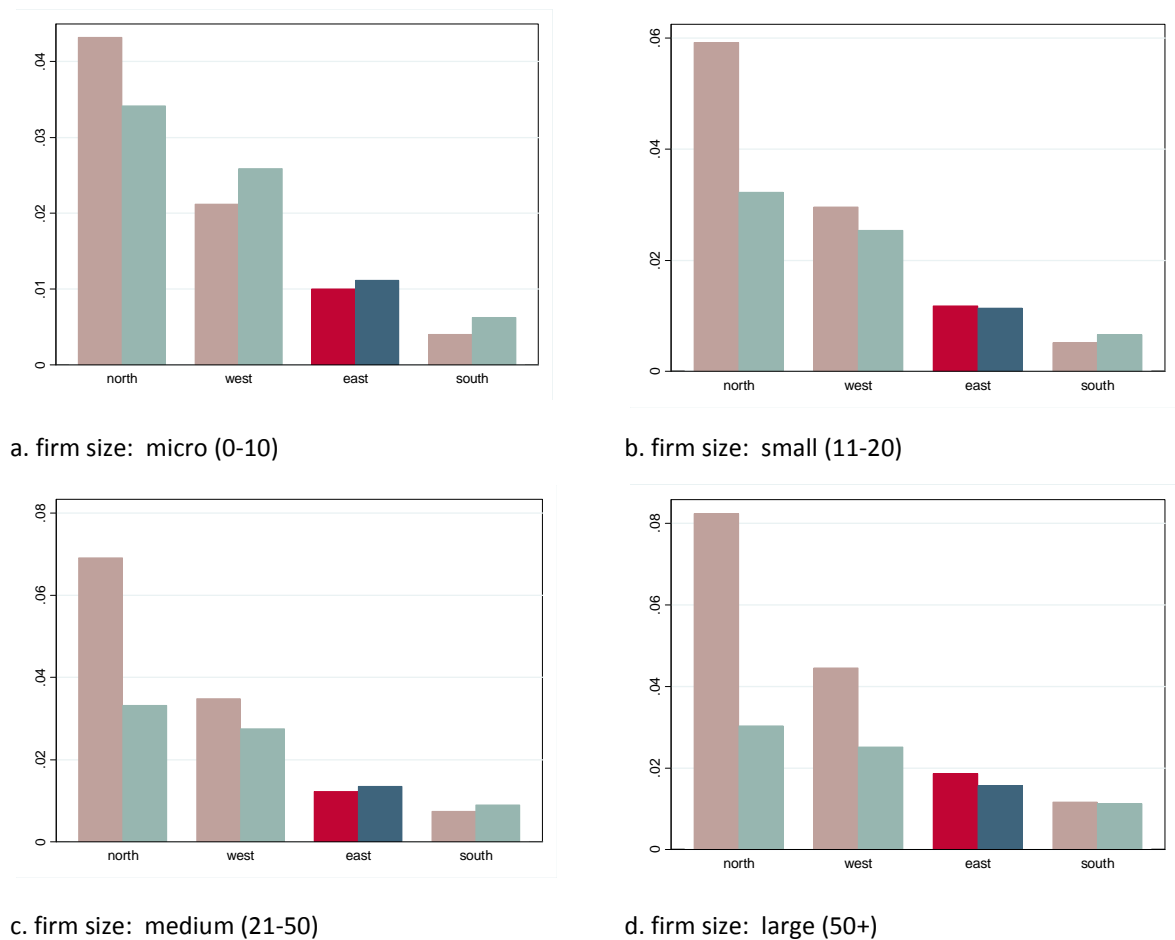 .04
.03
.02
.01
0
north west east south
.06
.04
.02
0
north west east south
a. firm size: micro (0-10)
b. firm size: small (11-20)
.08
.06
.04
.02
0
north west east south
.08
.06
.04
.02
0
north west east south
c. firm size: medium (21-50)
d. firm size: large (50+)